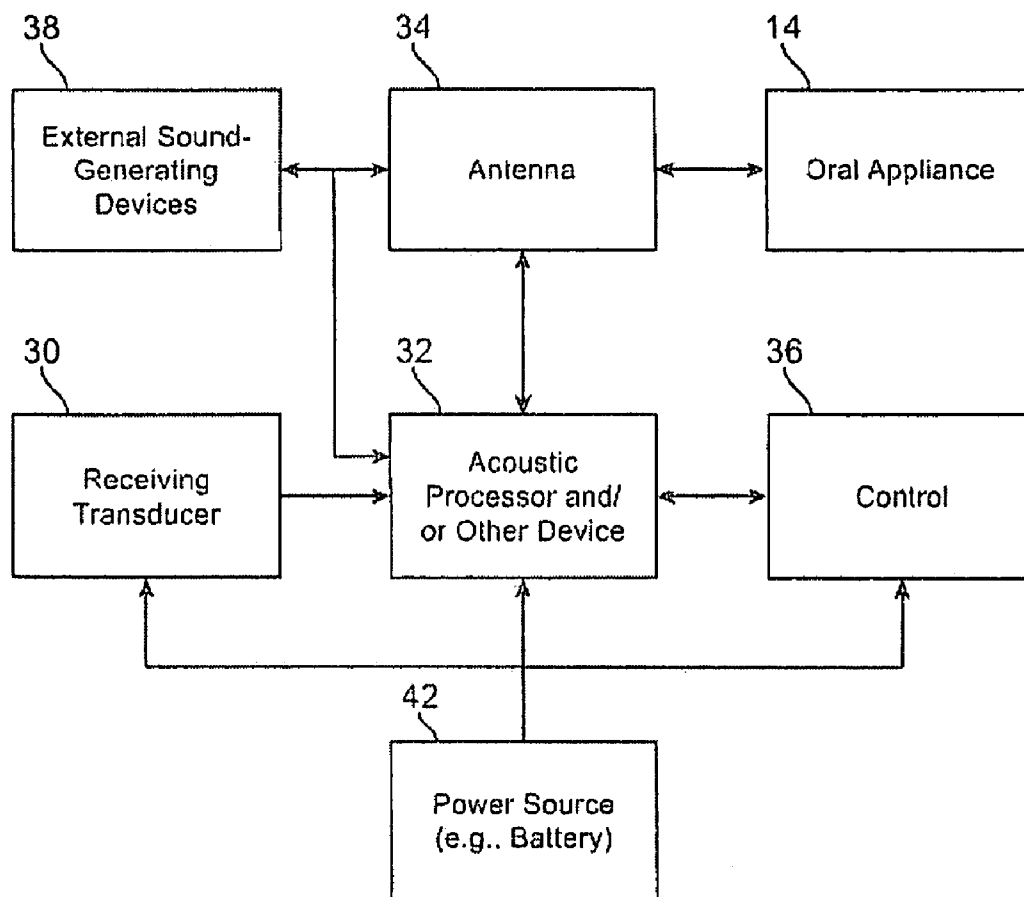 38
34
14
External Sound-
Generating
Devices
Antenna
Oral Appliance
30
32
36
Receiving
Transducer
Acoustic
Processor and/
or Other Device
Control
42
Power Source
(e.g., Battery)